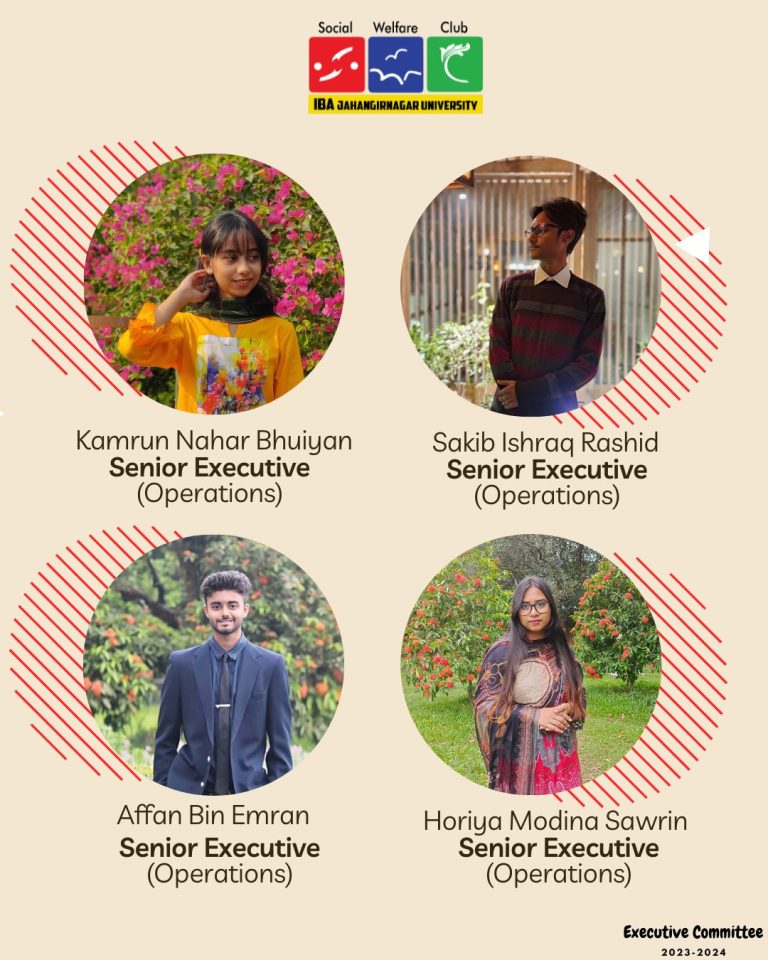 Social Welfare Club
IBA JAHANGIRNAGAR UNIVERSITY
Kamrun Nahar Bhuiyan
Senior Executive
(Operations)
Sakib Ishraq Rashid
Senior Executive
(Operations)
Affan Bin Emran
Senior Executive
(Operations)
Horiya Modina Sawrin
Senior Executive
(Operations)
Executive Committee
2023-2024